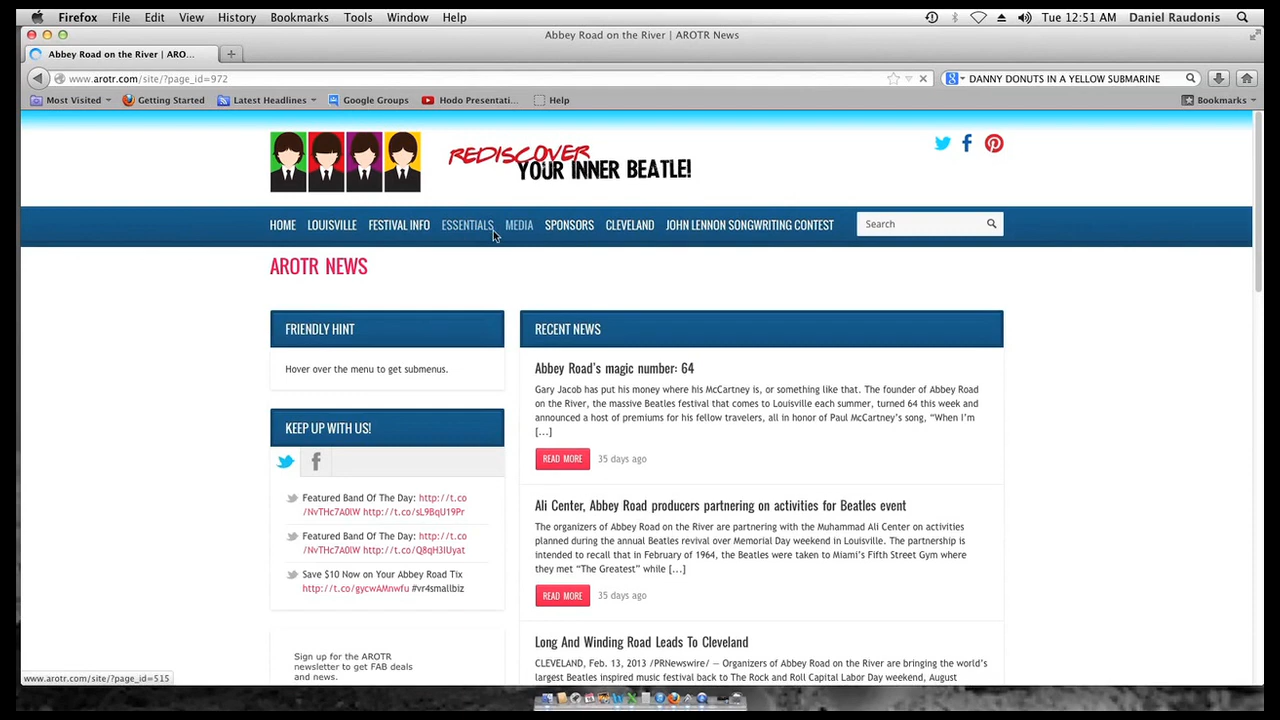 Firefox File Edit View History Bookmarks Tools Window Help Tue 12:51 AM Daniel Raudonis
Abbey Road on the River | AROTR News
Abbey Road on the River | ARO...
www.arotr.com/site/?page_id=972 DANNY DONUTS IN A YELLOW SUBMARINE
Most Visited Getting Started Latest Headlines Google Groups Hodo Presentati... Help Bookmarks
REDISCOVER
YOUR INNER BEATLE!
HOME LOUISVILLE FESTIVAL INFO ESSENTIALS MEDIA SPONSORS CLEVELAND JOHN LENNON SONGWRITING CONTEST Search
AROTR NEWS
FRIENDLY HINT
Hover over the menu to get submenus.
KEEP UP WITH US!
Featured Band Of The Day: http://t.co
/NvTHc7A0lW http://t.co/sL9BqU19Pr
Featured Band Of The Day: http://t.co
/NvTHc7A0lW http://t.co/Q8qH3IUyat
Save $10 Now on Your Abbey Road Tix
http://t.co/gycwAMnwfu #vr4smallbiz
Sign up for the AROTR
newsletter to get FAB deals
and news.
RECENT NEWS
Abbey Road's magic number: 64
Gary Jacob has put his money where his McCartney is, or something like that. The founder of Abbey Road
on the River, the massive Beatles festival that comes to Louisville each summer, turned 64 this week and
announced a host of premiums for his fellow travelers, all in honor of Paul McCartney's song, "When I'm
[...]
READ MORE 35 days ago
Ali Center, Abbey Road producers partnering on activities for Beatles event
The organizers of Abbey Road on the River are partnering with the Muhammad Ali Center on activities
planned during the annual Beatles revival over Memorial Day weekend in Louisville. The partnership is
intended to recall that in February of 1964, the Beatles were taken to Miami's Fifth Street Gym where
they met "The Greatest" while [...]
READ MORE 35 days ago
Long And Winding Road Leads To Cleveland
CLEVELAND, Feb. 13, 2013 /PRNewswire/ — Organizers of Abbey Road on the River are bringing the world's
largest Beatles inspired music festival back to The Rock and Roll Capital Labor Day weekend, August
www.arotr.com/site/?page_id=515